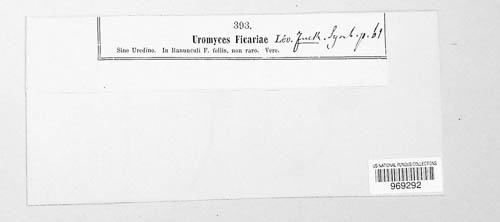 393.
Uromyces Ficariae Lév. Fuck. Symb. p. 61
Sine Uredine. In Ranunculi F. foliis, non raro. Vere.
US NATIONAL FUNGUS COLLECTIONS
969292